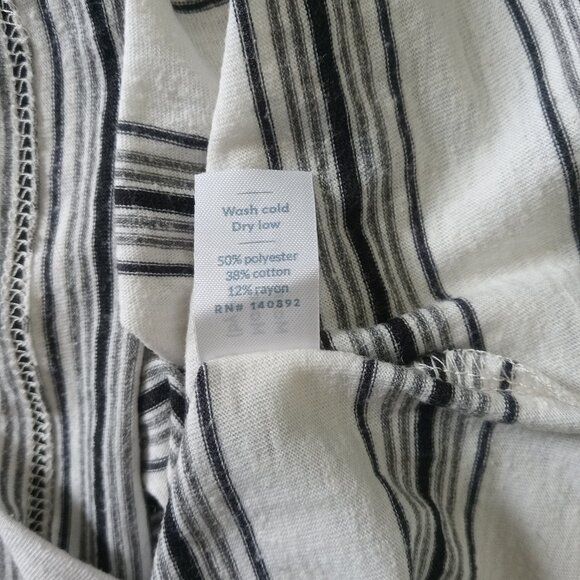 Wash cold
Dry low
50% polyester
38% cotton
12% rayon
RN# 140892